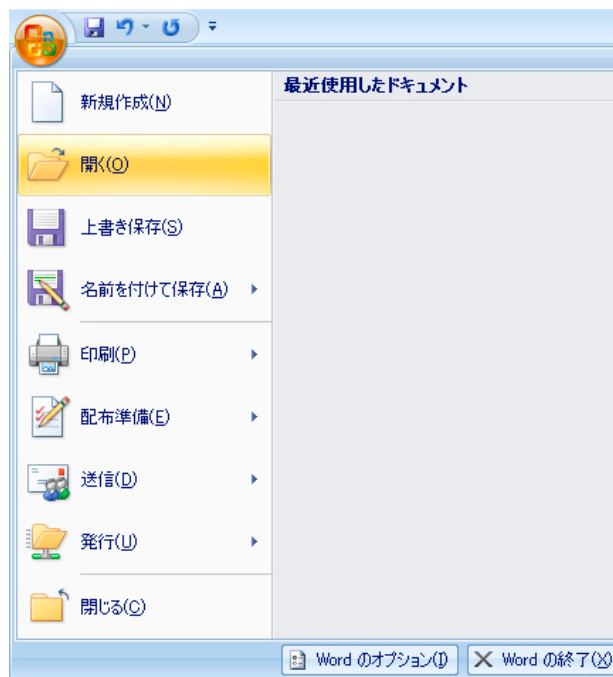 最近使用したドキュメント
新規作成(N)
開く(O)
上書き保存(S)
名前を付けて保存(A)
印刷(P)
配布準備(E)
送信(D)
発行(U)
閉じる(C)
Word のオプション(I)
Word の終了(X)